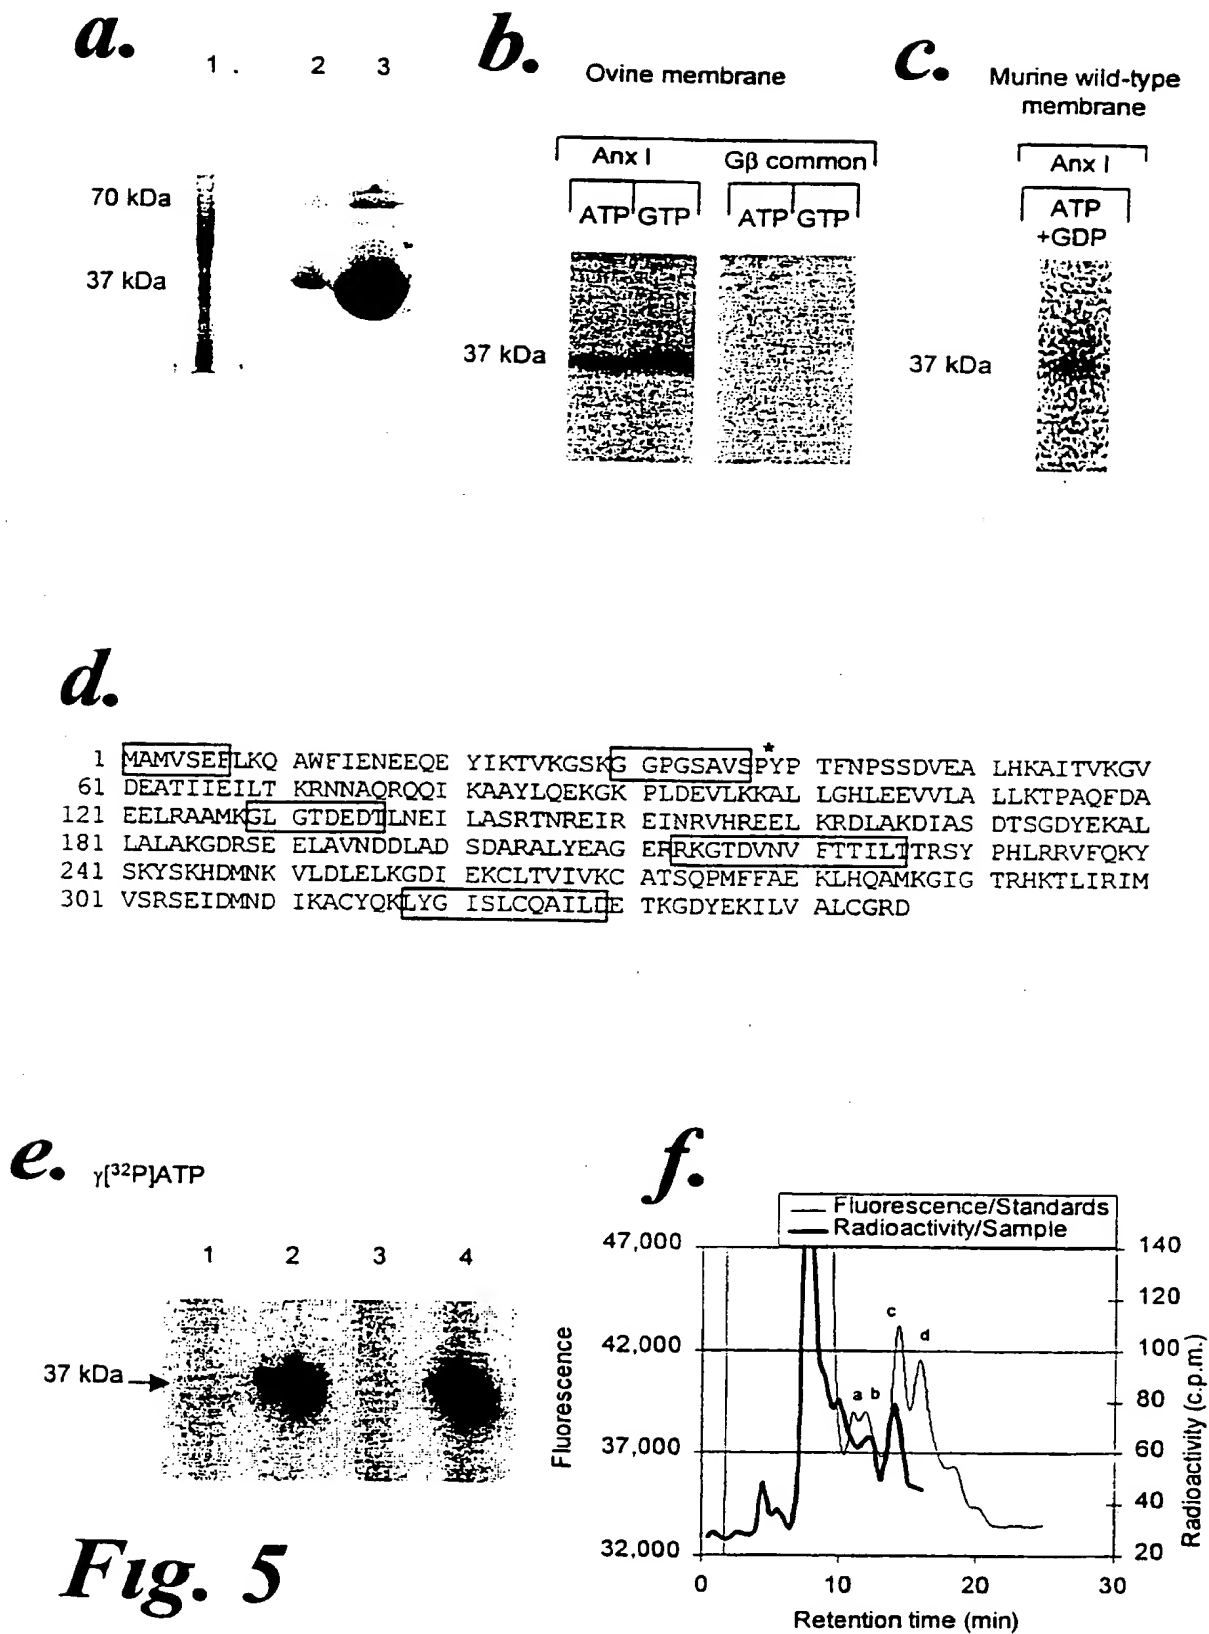 a.
1 . 2 3
70 kDa
37 kDa
b.
Ovine membrane
Anx I Gβ common
ATP GTP ATP GTP
37 kDa
c.
Murine wild-type
membrane
Anx I
ATP
+GDP
37 kDa
d.
*
1 MAMVSEFLKQ AWFIENEEQE YIKTVKGSKG GPGSAVSPYP TFNPSSDVEA LHKAITVKGV
61 DEATIIEILT KRNNAQRQQI KAAYLQEKGK PLDEVLKKAL LGHLEEVVLA LLKTPAQFDA
121 EELRAAMKGL GTDEDTLNEI LASRTNREIR EINRVHREEL KRDLAKDIAS DTSGDYEKAL
181 LALAKGDRSE ELAVNDDLAD SDARALYEAG ERRKGTDVNV FTTILTTRSY PHLRRVFQKY
241 SKYSKHDMNK VLDLELKGDI EKCLTVIVKC ATSQPMFFAE KLHQAMKGIG TRHKTLIRIM
301 VSRSEIDMND IKACYQKLYG ISLCQAILDE TKGDYEKILV ALCGRD
e. γ[³²P]ATP
1 2 3 4
37 kDa
f.
Fluorescence/Standards
Radioactivity/Sample
47,000
42,000
37,000
32,000
Fluorescence
140
120
100
80
60
40
20
Radioactivity (c.p.m.)
a b c d
0 10 20 30
Retention time (min)
Fig. 5